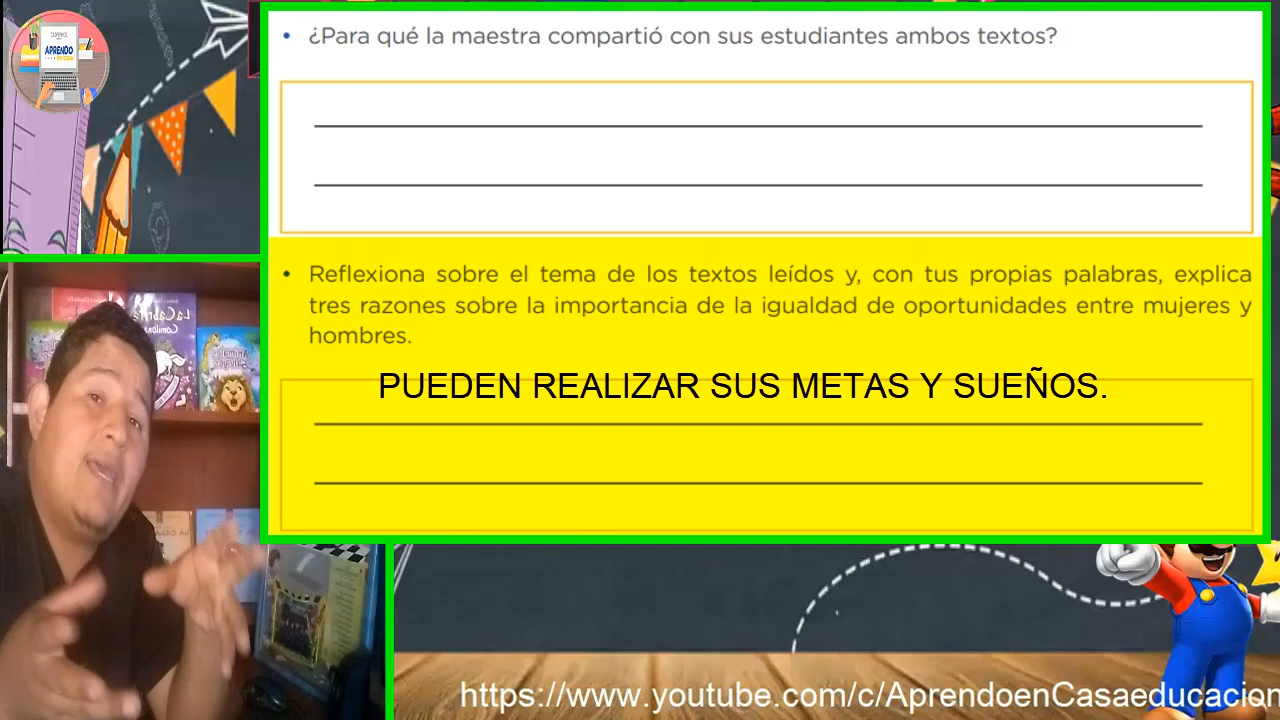 • ¿Para qué la maestra compartió con sus estudiantes ambos textos?
• Reflexiona sobre el tema de los textos leídos y, con tus propias palabras, explica
tres razones sobre la importancia de la igualdad de oportunidades entre mujeres y
hombres.
PUEDEN REALIZAR SUS METAS Y SUEÑOS.
APRENDO
https://www.youtube.com/c/AprendoenCasaeducacion